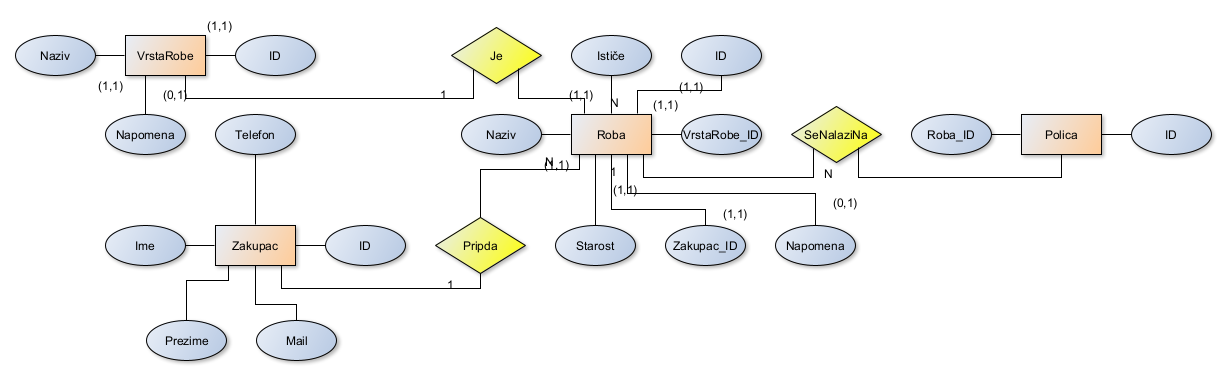 (1,1)
Naziv
VrstaRobe
ID
Je
Ističe
ID
(1,1)
(0,1)
1
(1,1)
N
(1,1)
(1,1)
Napomena
Telefon
Naziv
Roba
VrstaRobe_ID
SeNalaziNa
Roba_ID
Polica
ID
N
(1,1)
1
N
(1,1)
(0,1)
(1,1)
Ime
Zakupac
ID
Pripda
Starost
Zakupac_ID
Napomena
1
Prezime
Mail